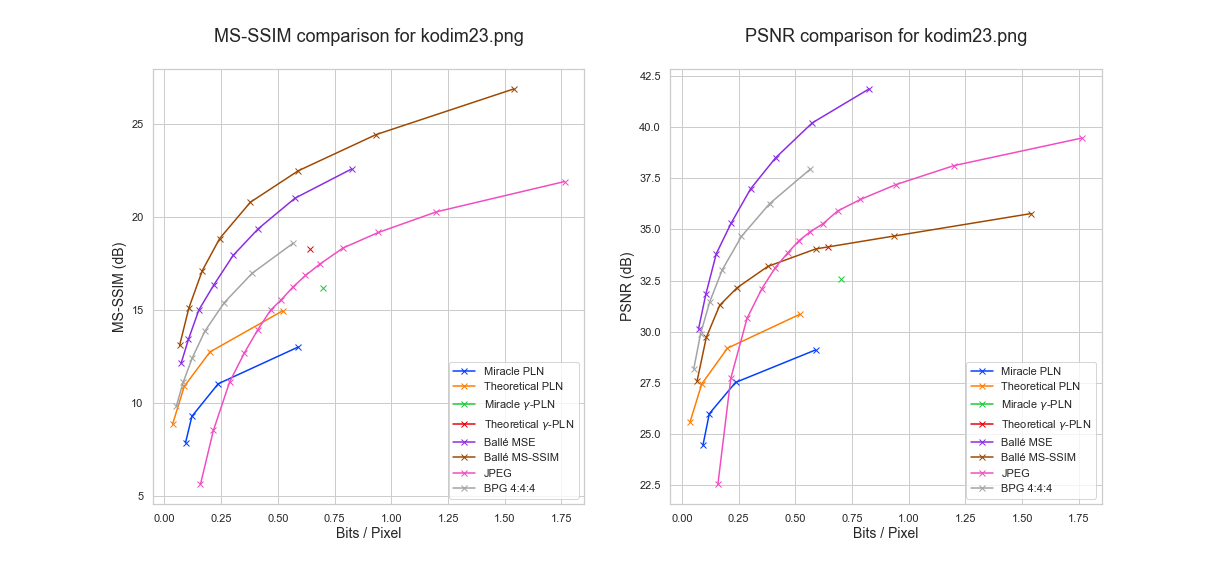 MS-SSIM comparison for kodim23.png
MS-SSIM (dB)
25
20
15
10
5
0.00 0.25 0.50 0.75 1.00 1.25 1.50 1.75
Bits / Pixel
Miracle PLN
Theoretical PLN
Miracle γ-PLN
Theoretical γ-PLN
Ballé MSE
Ballé MS-SSIM
JPEG
BPG 4:4:4
PSNR comparison for kodim23.png
PSNR (dB)
42.5
40.0
37.5
35.0
32.5
30.0
27.5
25.0
22.5
0.00 0.25 0.50 0.75 1.00 1.25 1.50 1.75
Bits / Pixel
Miracle PLN
Theoretical PLN
Miracle γ-PLN
Theoretical γ-PLN
Ballé MSE
Ballé MS-SSIM
JPEG
BPG 4:4:4